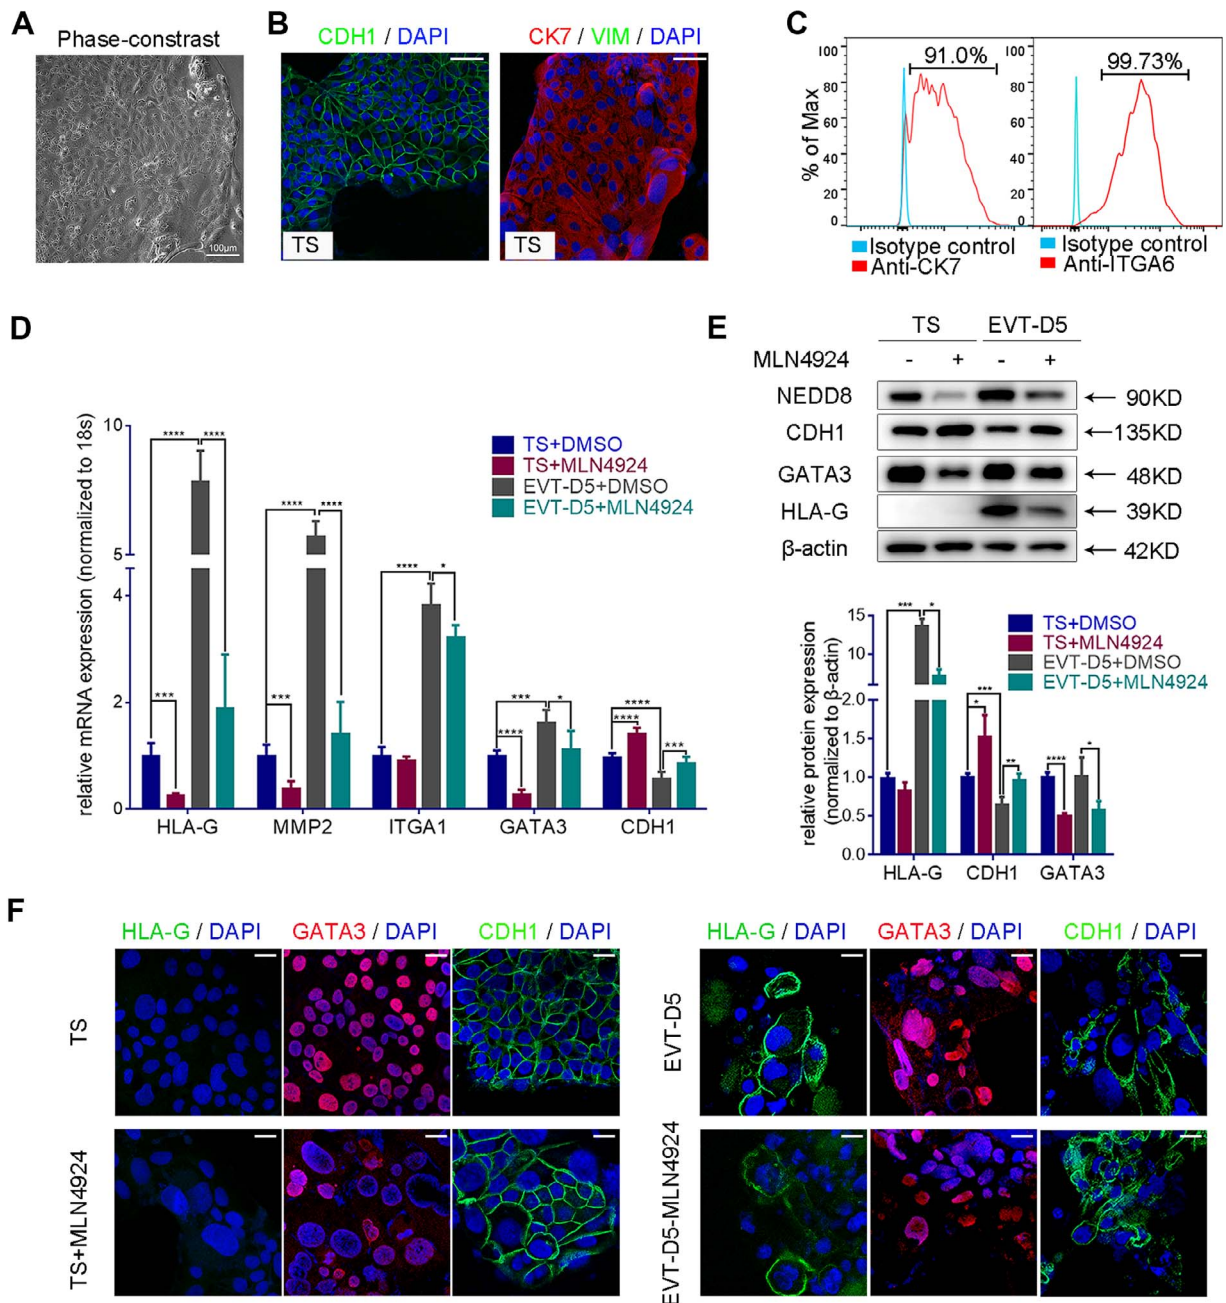 A
Phase-constrast
100μm
B
CDH1 / DAPI
CK7 / VIM / DAPI
TS
TS
C
% of Max
100
80
60
40
20
0
91.0%
Isotype control
Anti-CK7
100
80
60
40
20
0
99.73%
Isotype control
Anti-ITGA6
D
relative mRNA expression (normalized to 18s)
10
5
4
2
0
**** ****
***
**** ****
***
**** *
*** *
****
****
**** ***
TS+DMSO
TS+MLN4924
EVT-D5+DMSO
EVT-D5+MLN4924
HLA-G MMP2 ITGA1 GATA3 CDH1
E
TS EVT-D5
MLN4924 - + - +
NEDD8 ←90KD
CDH1 ←135KD
GATA3 ←48KD
HLA-G ←39KD
β-actin ←42KD
relative protein expression
(normalized to β-actin)
15
10
2.0
1.5
1.0
0.5
0.0
*** *
***
*
**
**** *
TS+DMSO
TS+MLN4924
EVT-D5+DMSO
EVT-D5+MLN4924
HLA-G CDH1 GATA3
F
HLA-G / DAPI GATA3 / DAPI CDH1 / DAPI
TS
TS+MLN4924
HLA-G / DAPI GATA3 / DAPI CDH1 / DAPI
EVT-D5
EVT-D5-MLN4924